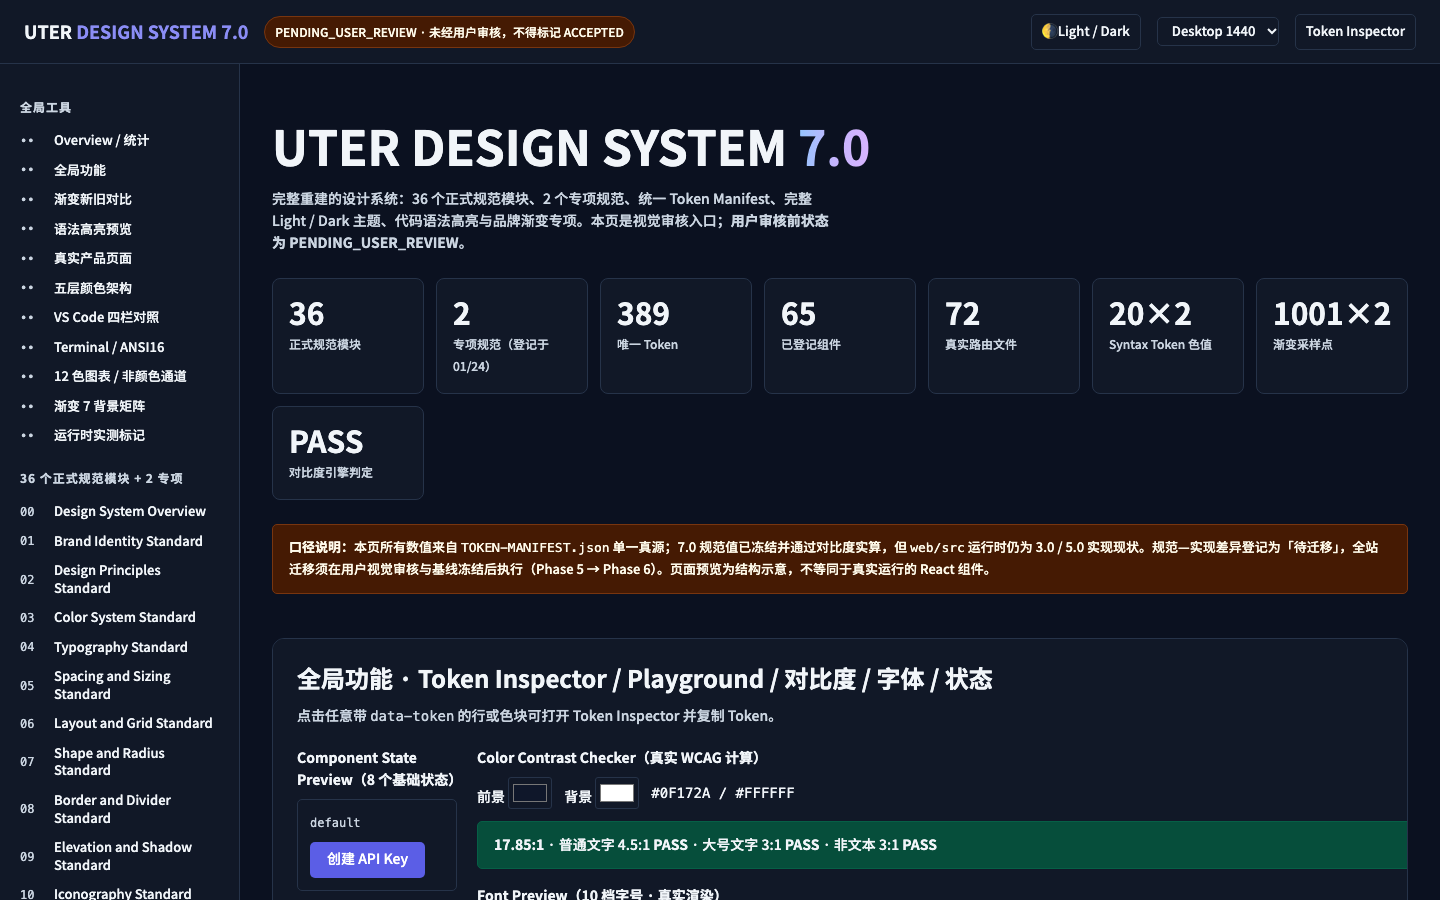 UTER DESIGN SYSTEM 7.0
PENDING_USER_REVIEW · 未经用户审核，不得标记 ACCEPTED
Light / Dark
Desktop 1440
Token Inspector
全局工具
•• Overview / 统计
•• 全局功能
•• 渐变新旧对比
•• 语法高亮预览
•• 真实产品页面
•• 五层颜色架构
•• VS Code 四栏对照
•• Terminal / ANSI16
•• 12 色图表 / 非颜色通道
•• 渐变 7 背景矩阵
•• 运行时实测标记
36 个正式规范模块 + 2 专项
00 Design System Overview
01 Brand Identity Standard
02 Design Principles
Standard
03 Color System Standard
04 Typography Standard
05 Spacing and Sizing
Standard
06 Layout and Grid Standard
07 Shape and Radius
Standard
08 Border and Divider
Standard
09 Elevation and Shadow
Standard
10 Iconography Standard
UTER DESIGN SYSTEM 7.0
完整重建的设计系统：36 个正式规范模块、2 个专项规范、统一 Token Manifest、完整
Light / Dark 主题、代码语法高亮与品牌渐变专项。本页是视觉审核入口；用户审核前状态
为 PENDING_USER_REVIEW。
36
正式规范模块
2
专项规范（登记于
01/24）
389
唯一 Token
65
已登记组件
72
真实路由文件
20×2
Syntax Token 色值
1001×2
渐变采样点
PASS
对比度引擎判定
口径说明：本页所有数值来自 TOKEN-MANIFEST.json 单一真源；7.0 规范值已冻结并通过对比度实算，但 web/src 运行时仍为 3.0 / 5.0 实现现状。规范—实现差异登记为「待迁移」，全站
迁移须在用户视觉审核与基线冻结后执行（Phase 5 → Phase 6）。页面预览为结构示意，不等同于真实运行的 React 组件。
全局功能 · Token Inspector / Playground / 对比度 / 字体 / 状态
点击任意带 data-token 的行或色块可打开 Token Inspector 并复制 Token。
Component State
Preview（8 个基础状态）
default
创建 API Key
Color Contrast Checker（真实 WCAG 计算）
前景 背景 #0F172A / #FFFFFF
17.85:1 · 普通文字 4.5:1 PASS · 大号文字 3:1 PASS · 非文本 3:1 PASS
Font Preview（10 档字号 · 真实渲染）